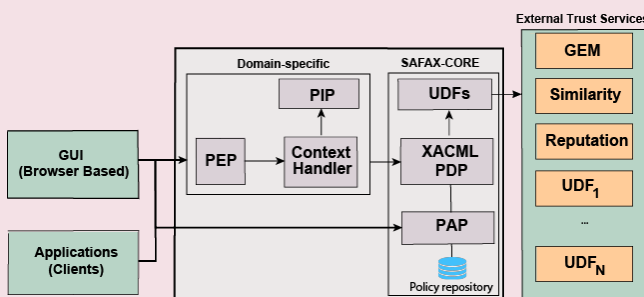 External Trust Services
GEM
Similarity
Reputation
UDF1
...
UDFN
Domain-specific
PIP
PEP
Context
Handler
SAFAX-CORE
UDFs
XACML
PDP
PAP
Policy repository
GUI
(Browser Based)
Applications
(Clients)